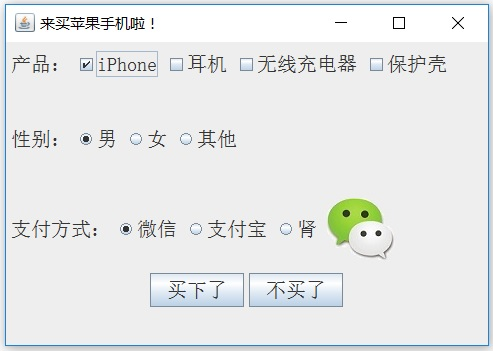 来买苹果手机啦！
产品： iPhone 耳机 无线充电器 保护壳
性别： 男 女 其他
支付方式： 微信 支付宝 肾
买下了 不买了